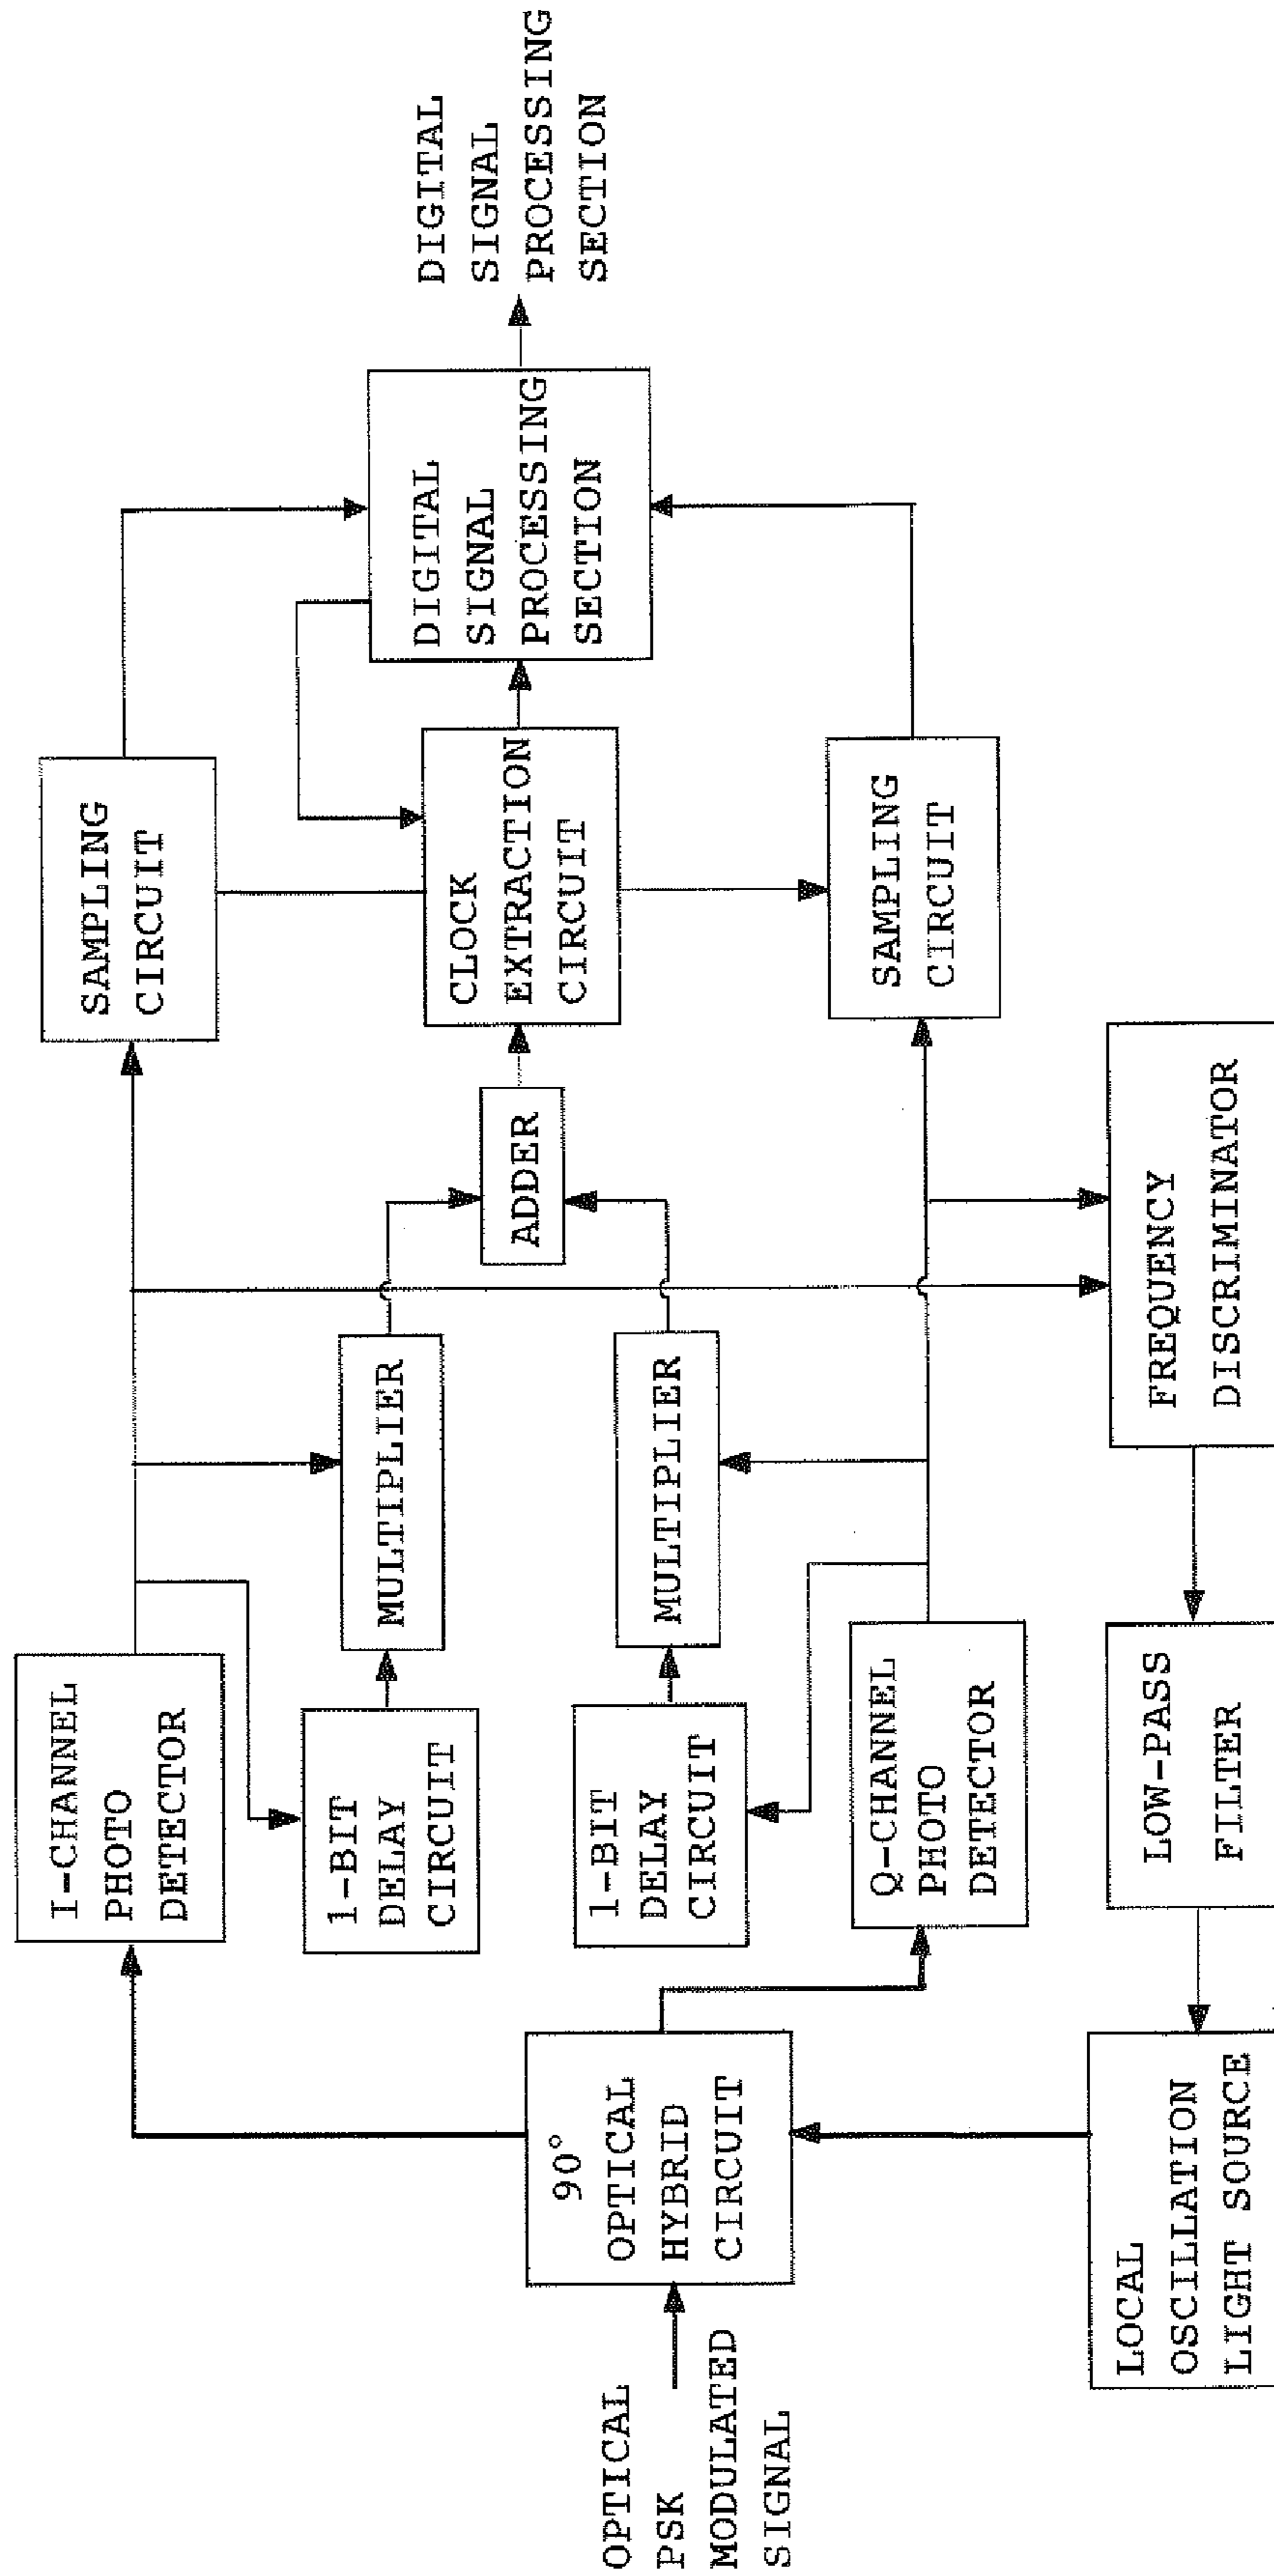 OPTICAL
PSK
MODULATED
SIGNAL
90°
OPTICAL
HYBRID
CIRCUIT
LOCAL
OSCILLATION
LIGHT SOURCE
I-CHANNEL
PHOTO
DETECTOR
1-BIT
DELAY
CIRCUIT
1-BIT
DELAY
CIRCUIT
Q-CHANNEL
PHOTO
DETECTOR
LOW-PASS
FILTER
MULTIPLIER
MULTIPLIER
FREQUENCY
DISCRIMINATOR
ADDER
SAMPLING
CIRCUIT
CLOCK
EXTRACTION
CIRCUIT
SAMPLING
CIRCUIT
DIGITAL
SIGNAL
PROCESSING
SECTION
DIGITAL
SIGNAL
PROCESSING
SECTION